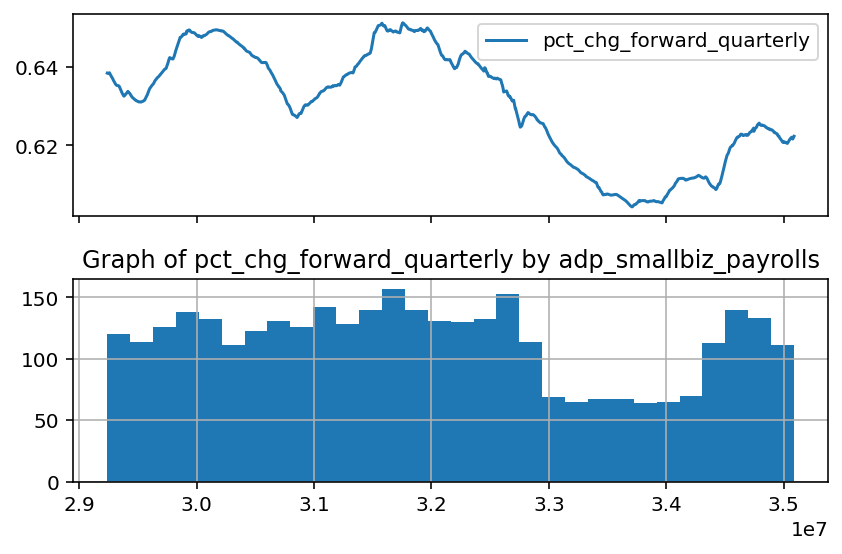 pct_chg_forward_quarterly
0.64
0.62
Graph of pct_chg_forward_quarterly by adp_smallbiz_payrolls
150
100
50
0
2.9 3.0 3.1 3.2 3.3 3.4 3.5
1e7